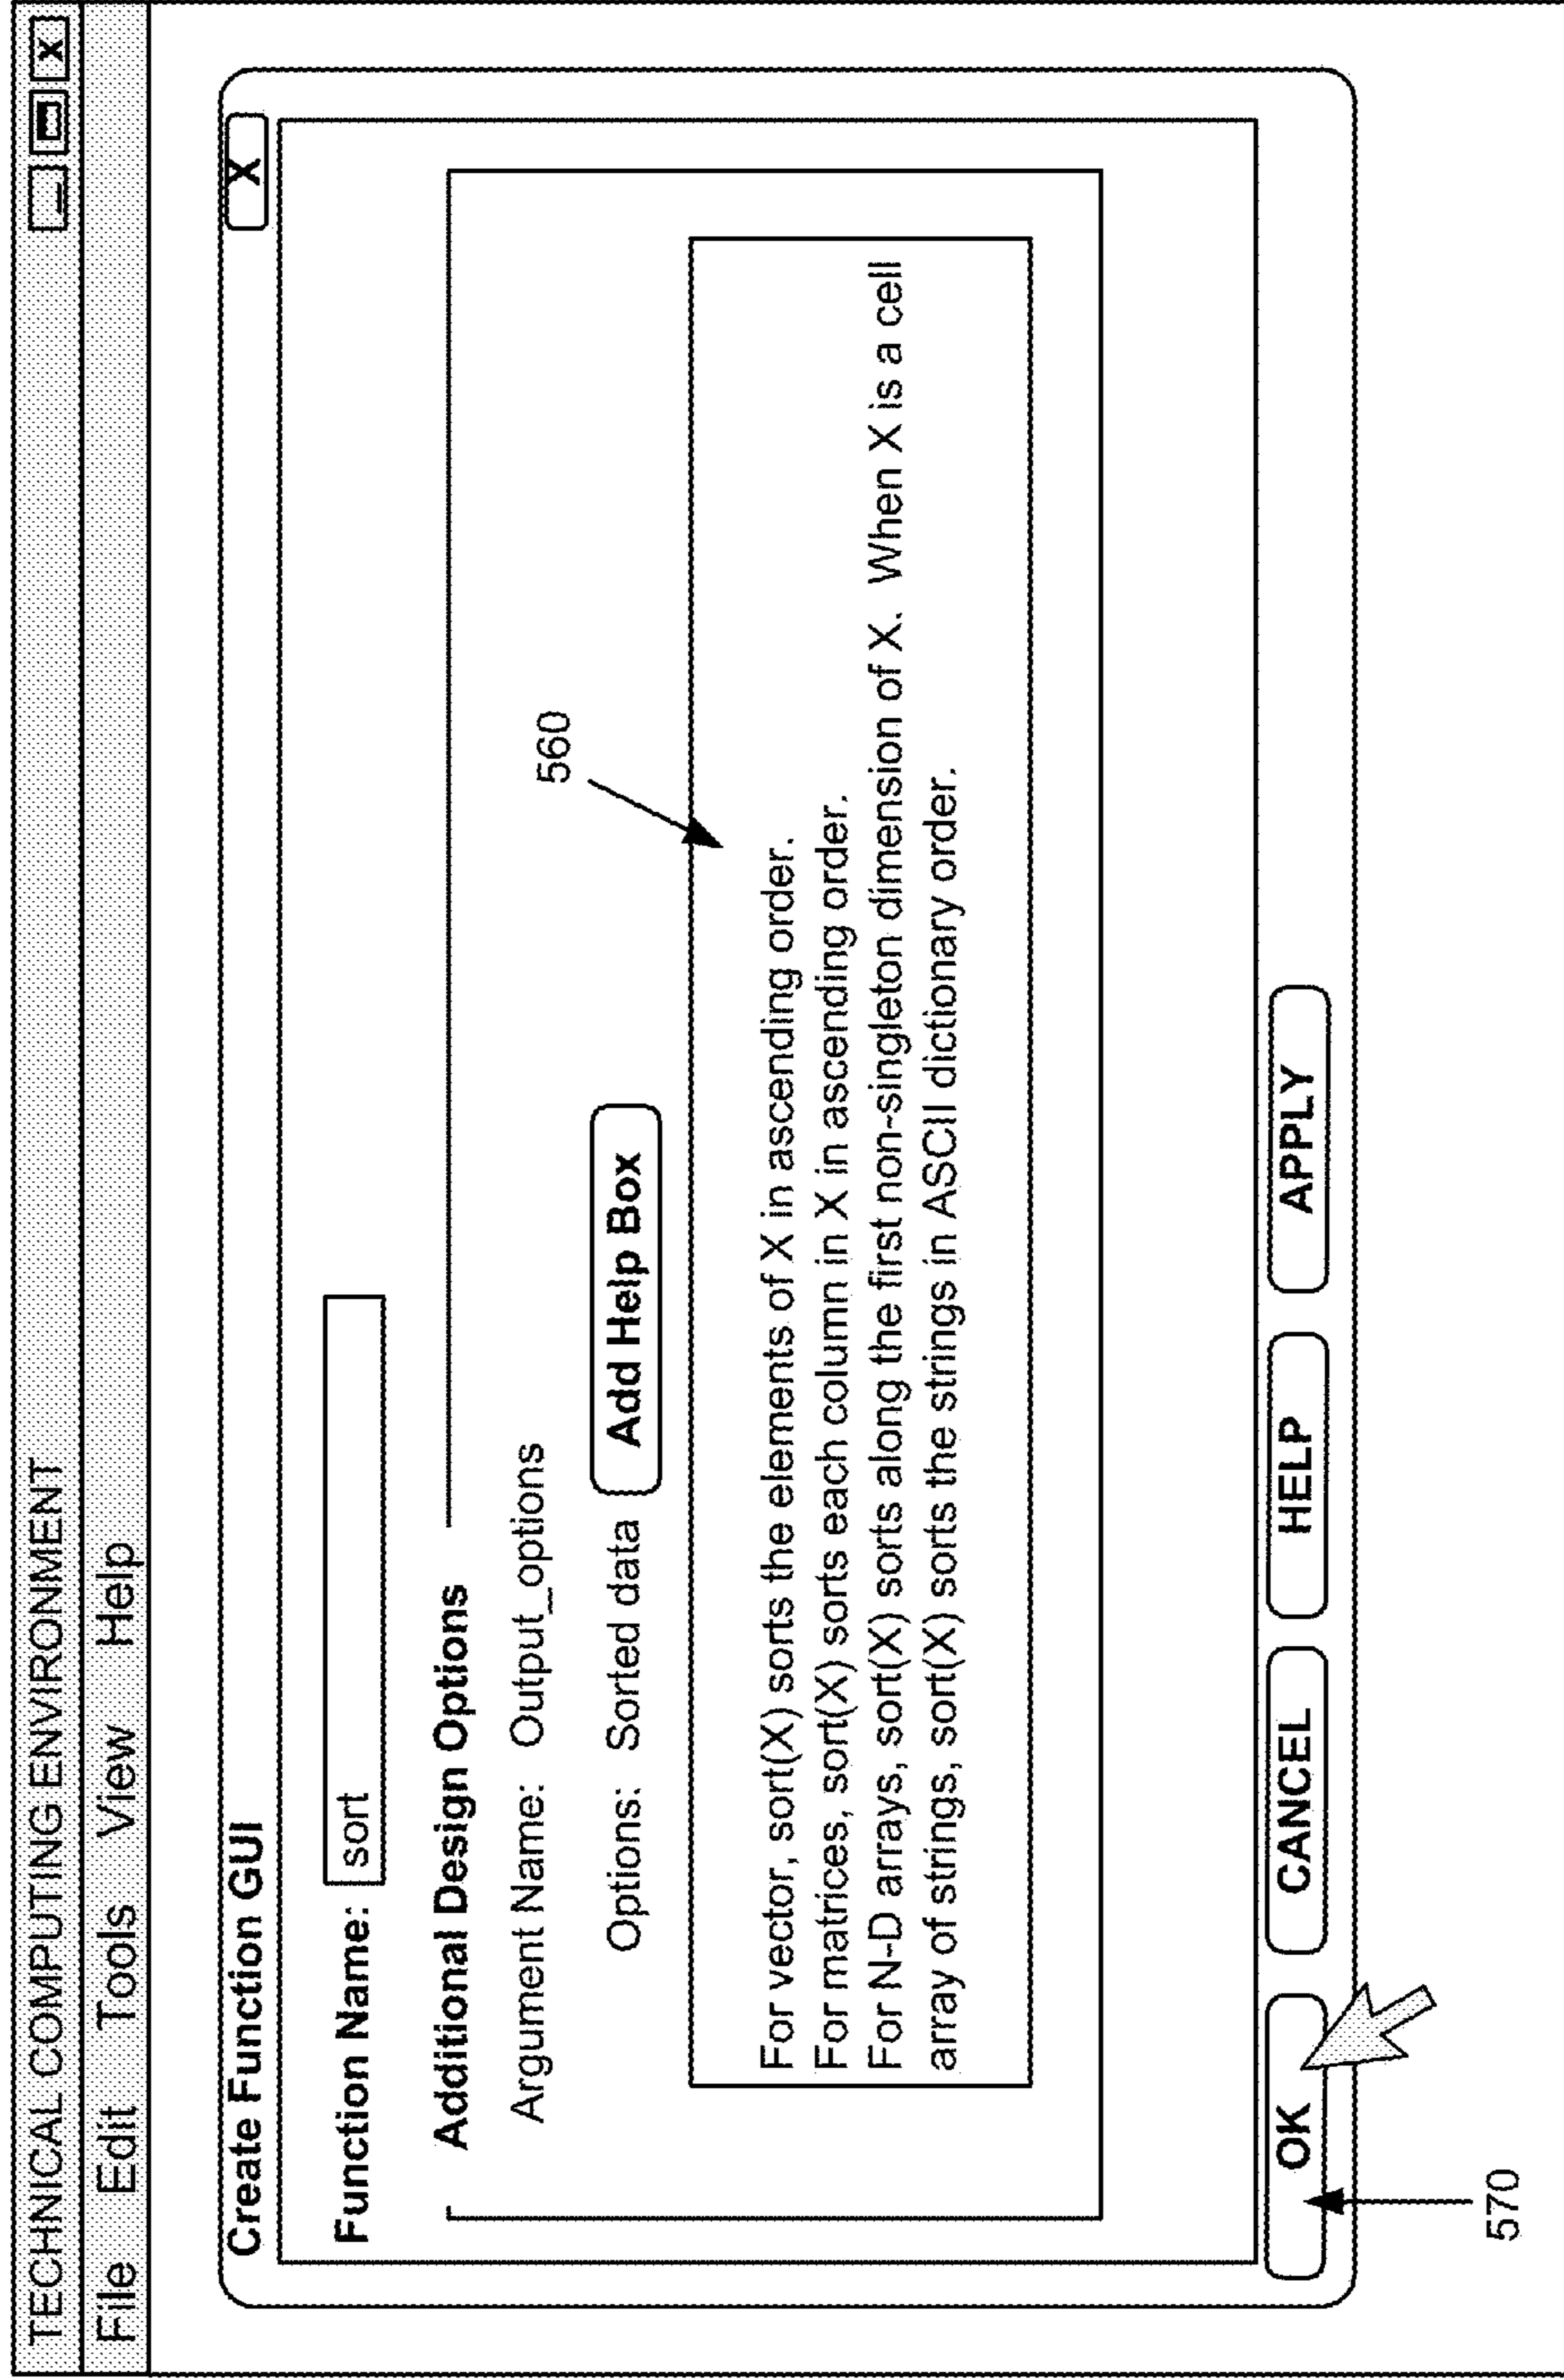 TECHNICAL COMPUTING ENVIRONMENT _ X
File Edit Tools View Help
Create Function GUI X
Function Name: sort
Additional Design Options
Argument Name: Output_options
560
Options: Sorted data Add Help Box
For vector, sort(X) sorts the elements of X in ascending order.
For matrices, sort(X) sorts each column in X in ascending order.
For N-D arrays, sort(X) sorts along the first non-singleton dimension of X. When X is a cell
array of strings, sort(X) sorts the strings in ASCII dictionary order.
OK CANCEL HELP APPLY
570